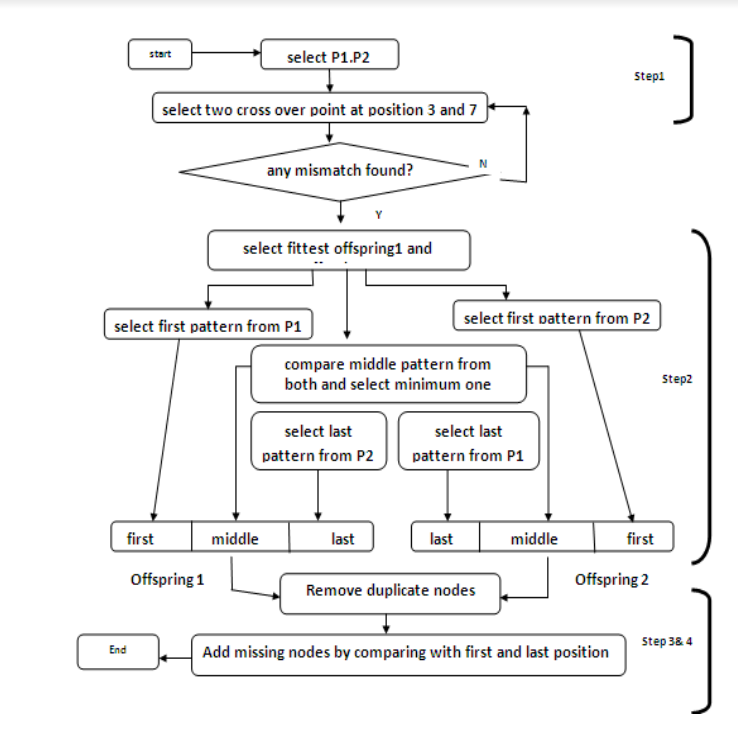 start
select P1.P2
Step1
select two cross over point at position 3 and 7
any mismatch found?
N
Y
select fittest offspring1 and
select first pattern from P1
select first pattern from P2
compare middle pattern from
both and select minimum one
Step2
select last
pattern from P2
select last
pattern from P1
first middle last
last middle first
Offspring 1
Offspring 2
Remove duplicate nodes
Step 3& 4
End
Add missing nodes by comparing with first and last position